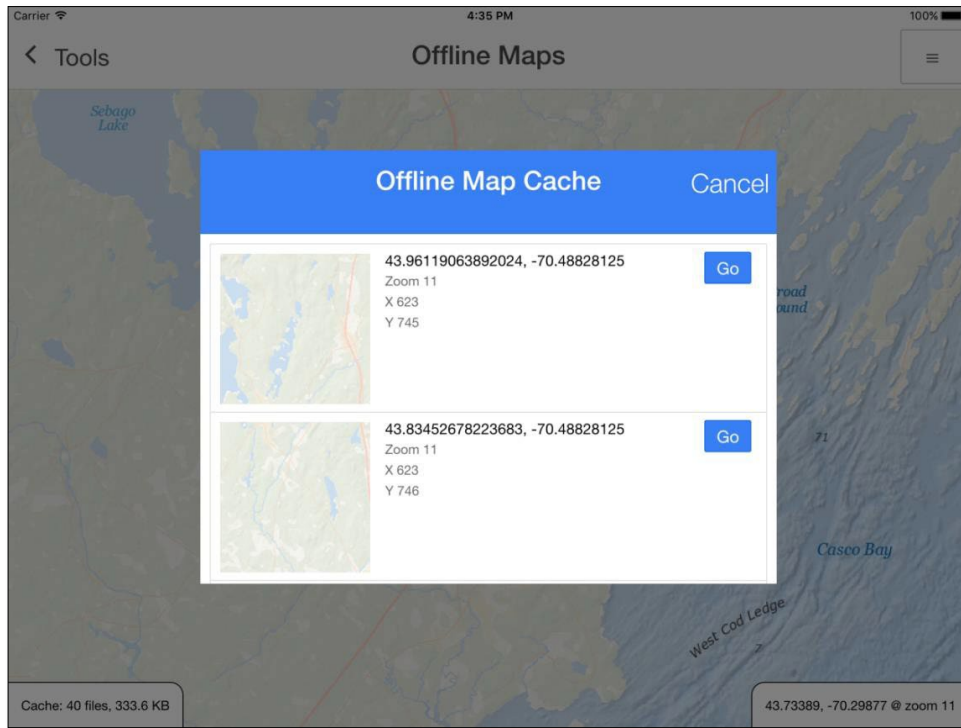 Carrier
4:35 PM
100%
Tools
Offline Maps
Sebago
Lake
Offline Map Cache
Cancel
43.96119063892024, -70.48828125
Go
Zoom 11
X 623
Y 745
43.83452678223683, -70.48828125
Go
Zoom 11
X 623
Y 746
road
ound
71
Casco Bay
West Cod Ledge
7
Cache: 40 files, 333.6 KB
43.73389, -70.29877 @ zoom 11